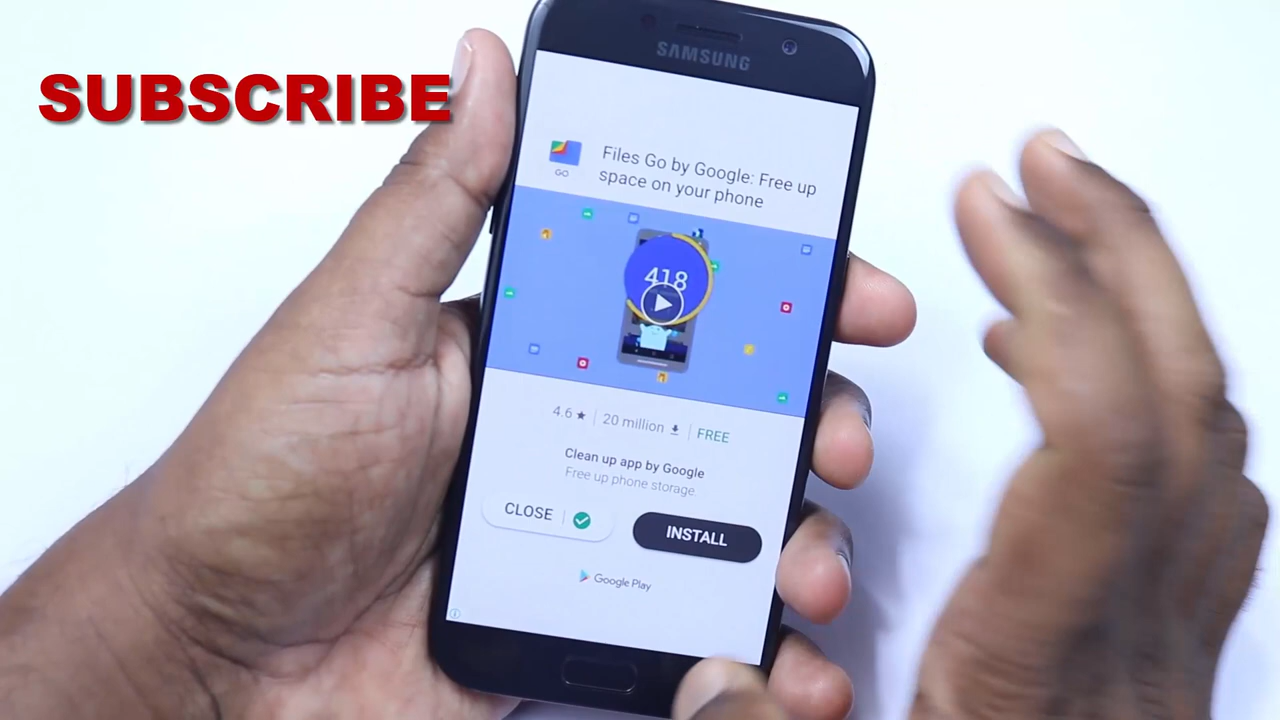 SUBSCRIBE
SAMSUNG
GO
Files Go by Google: Free up
space on your phone
418
4.6★ | 20 million | FREE
Clean up app by Google
Free up phone storage.
CLOSE
INSTALL
Google Play